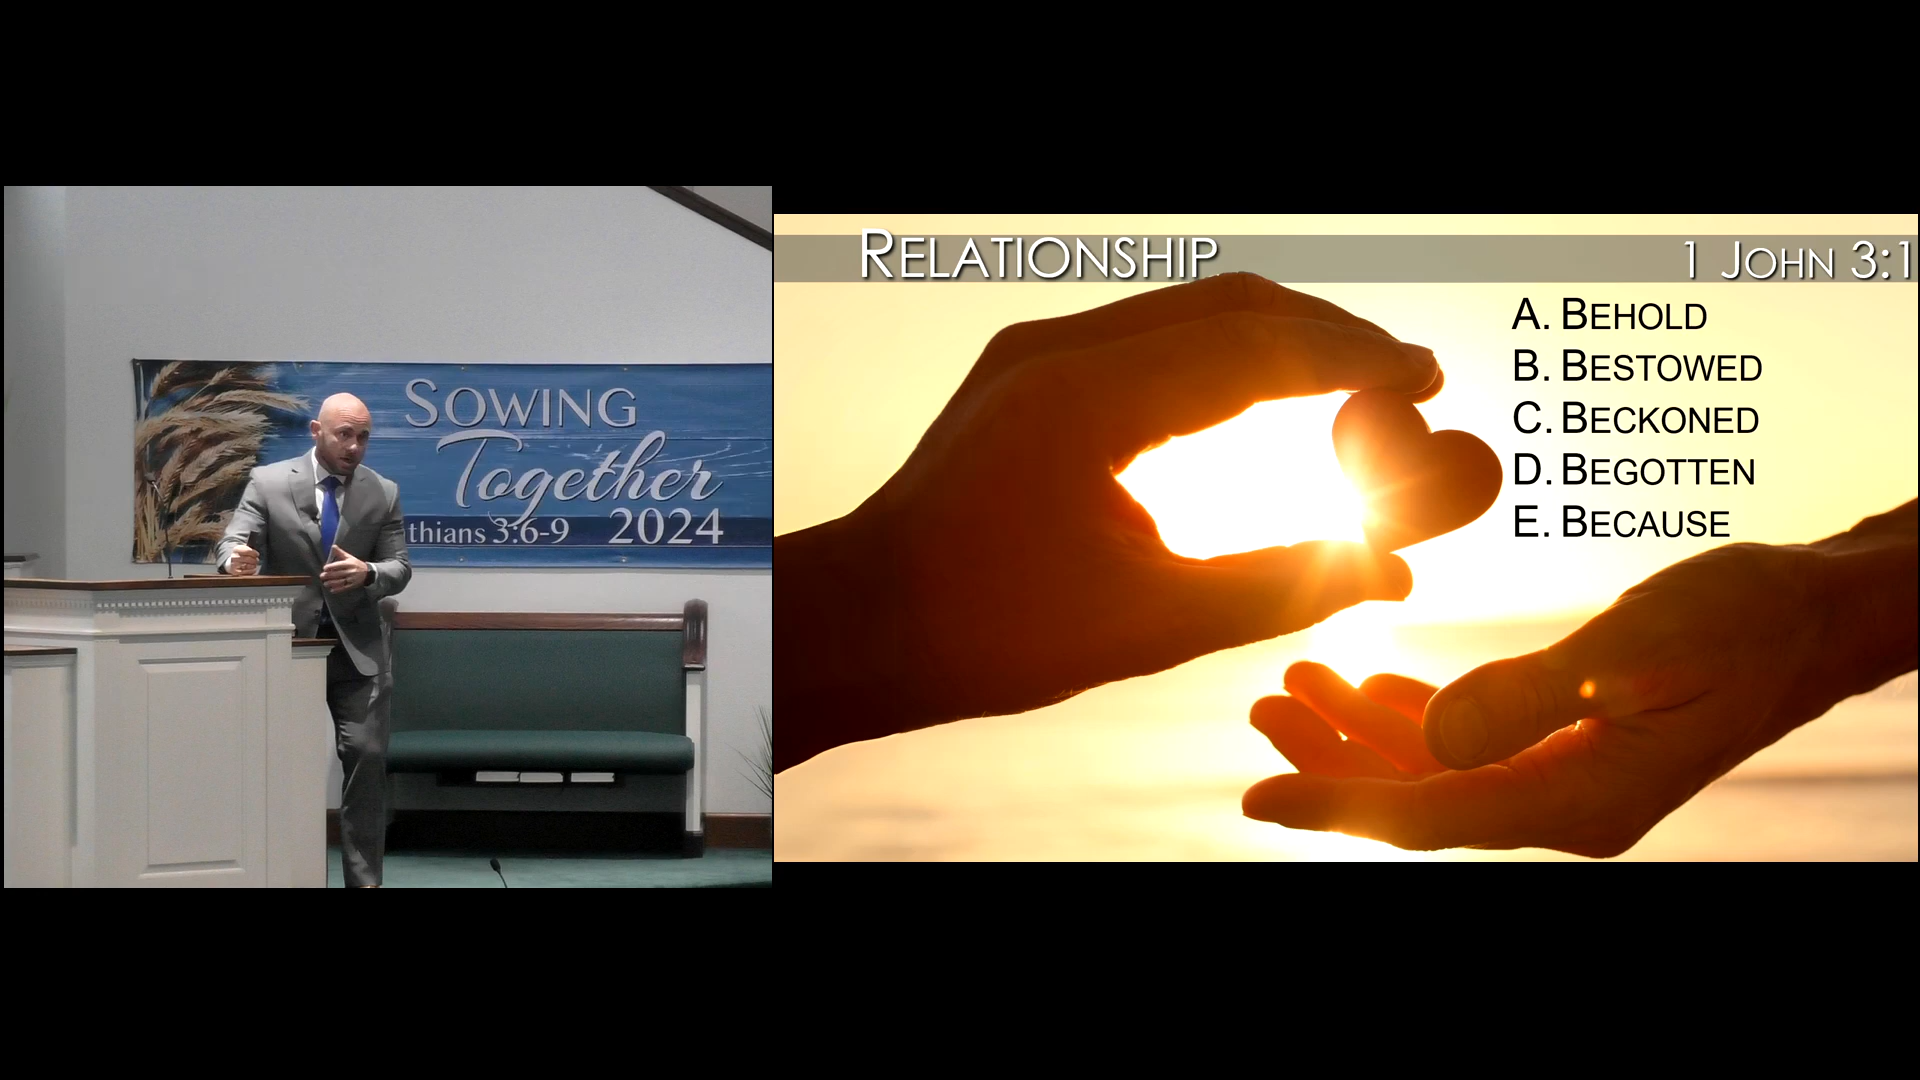 SOWING
Together
thians 3:6-9 2024
RELATIONSHIP
1 JOHN 3:1
A. BEHOLD
B. BESTOWED
C. BECKONED
D. BEGOTTEN
E. BECAUSE